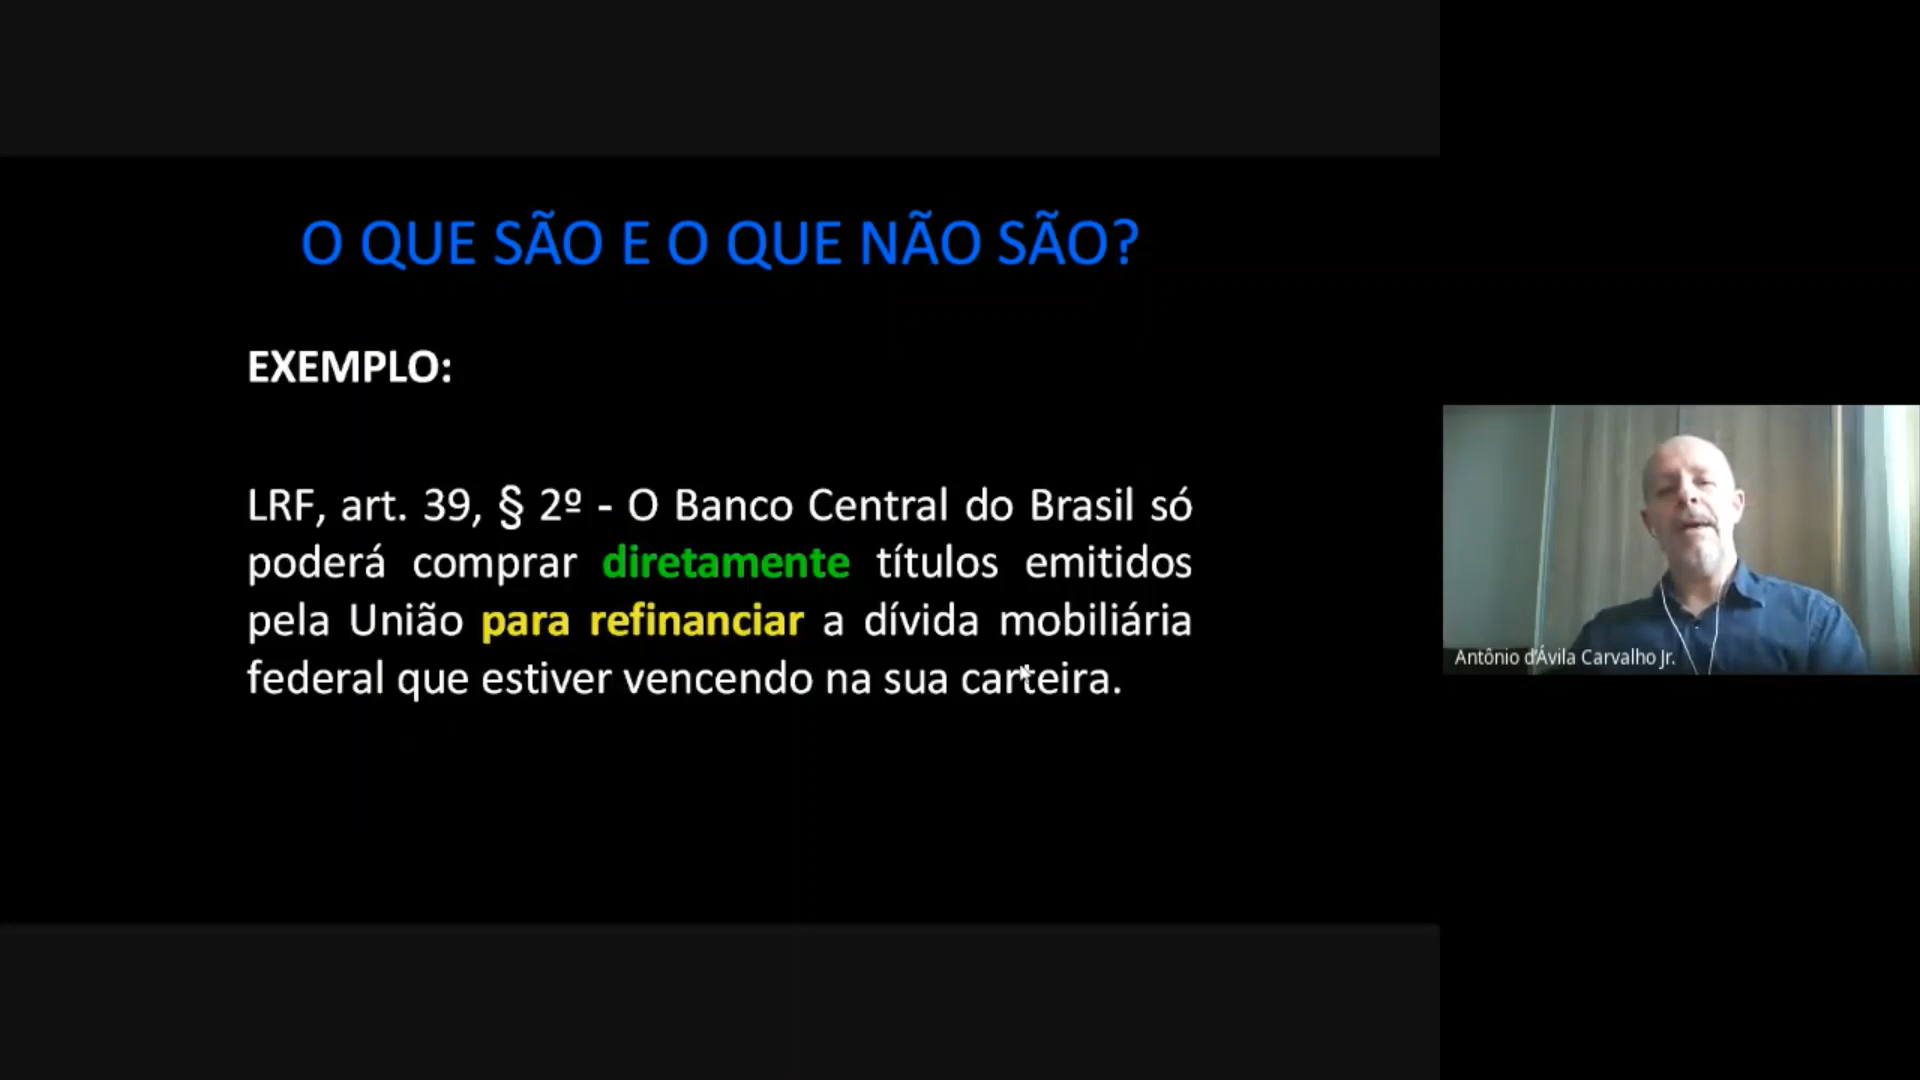 O QUE SÃO E O QUE NÃO SÃO?
EXEMPLO:
LRF, art. 39, § 2º - O Banco Central do Brasil só
poderá comprar diretamente títulos emitidos
pela União para refinanciar a dívida mobiliária
federal que estiver vencendo na sua carteira.
Antônio d'Ávila Carvalho Jr.